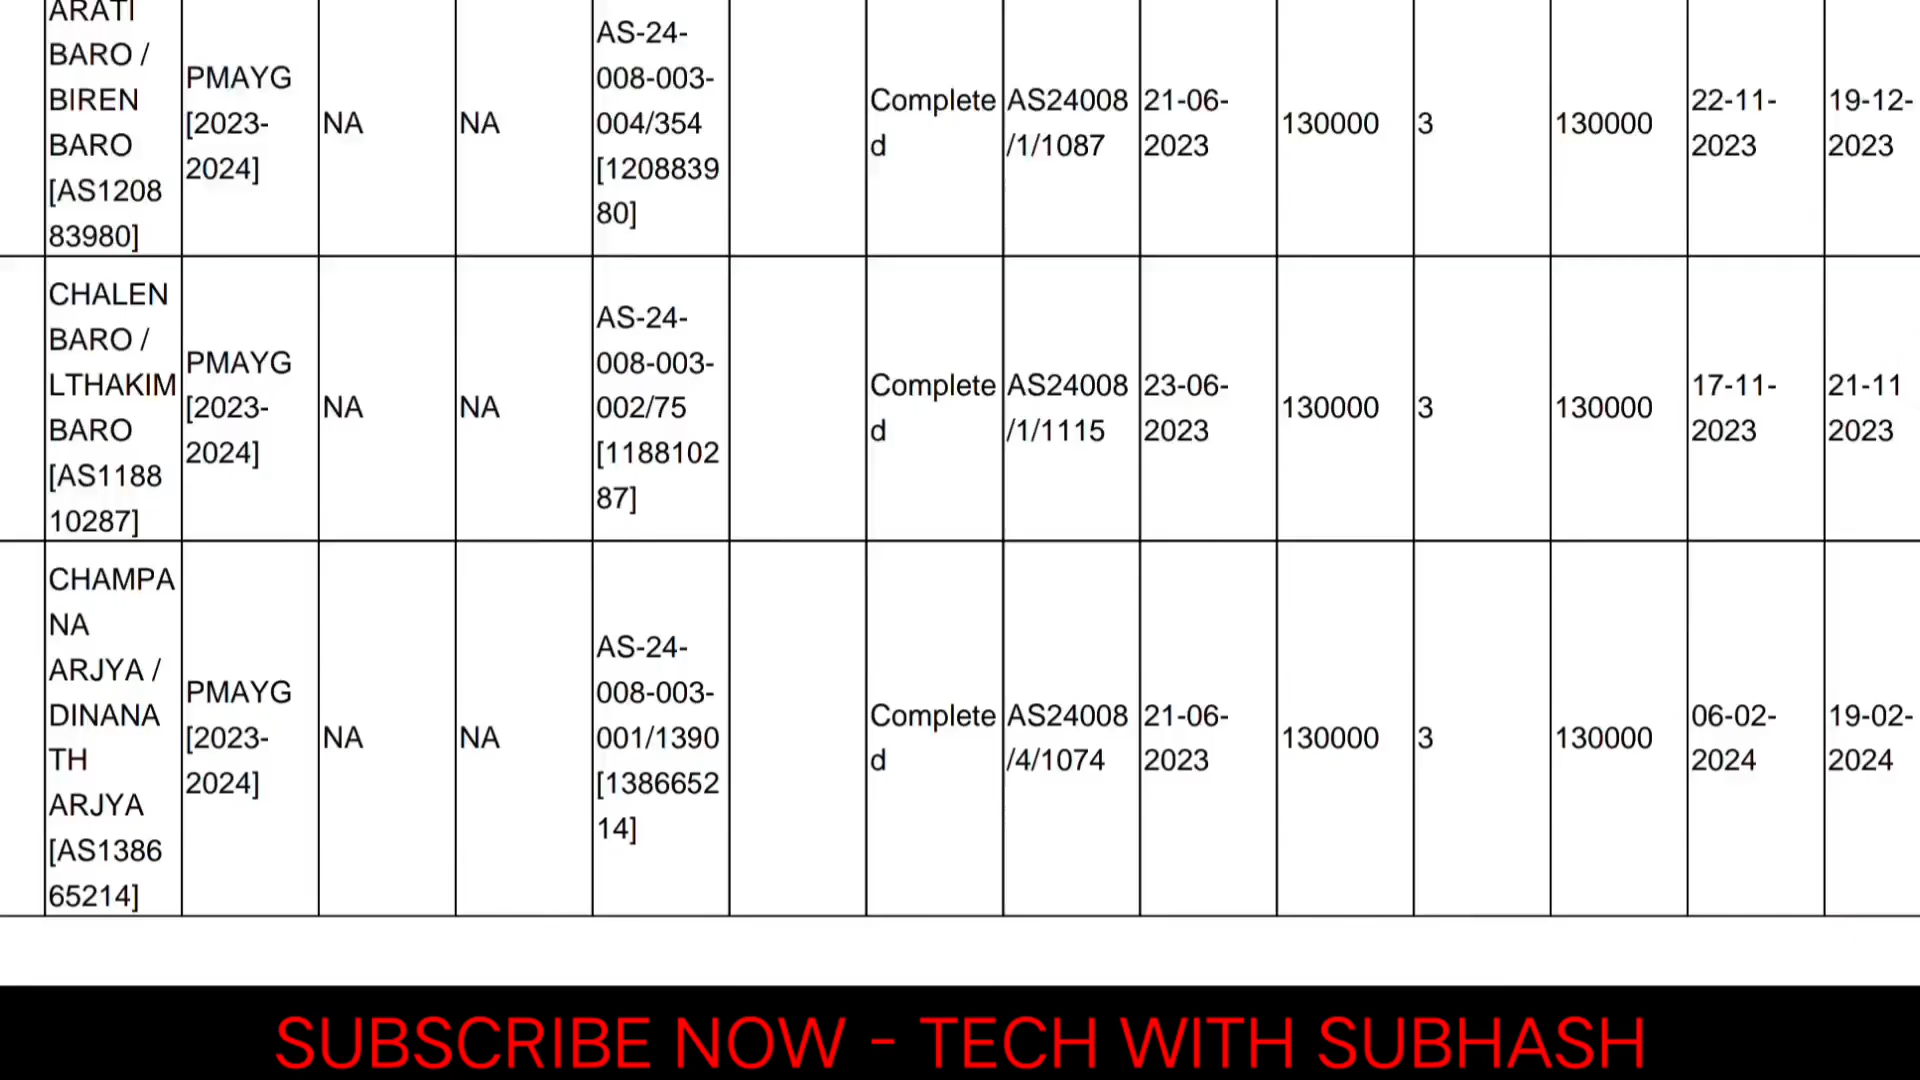 ARATI
BARO /
BIREN
BARO
[AS1208
83980]
PMAYG
[2023-
2024]
NA
NA
AS-24-
008-003-
004/354
[1208839
80]
Complete
d
AS24008
/1/1087
21-06-
2023
130000
3
130000
22-11-
2023
19-12-
2023
CHALEN
BARO /
LTHAKIM
BARO
[AS1188
10287]
PMAYG
[2023-
2024]
NA
NA
AS-24-
008-003-
002/75
[1188102
87]
Complete
d
AS24008
/1/1115
23-06-
2023
130000
3
130000
17-11-
2023
21-11
2023
CHAMPA
NA
ARJYA /
DINANA
TH
ARJYA
[AS1386
65214]
PMAYG
[2023-
2024]
NA
NA
AS-24-
008-003-
001/1390
[1386652
14]
Complete
d
AS24008
/4/1074
21-06-
2023
130000
3
130000
06-02-
2024
19-02-
2024
SUBSCRIBE NOW - TECH WITH SUBHASH